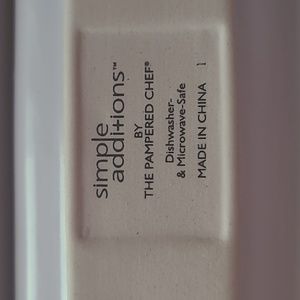 simple
additions™
BY
THE PAMPERED CHEF®
Dishwasher-
& Microwave-Safe
MADE IN CHINA 1